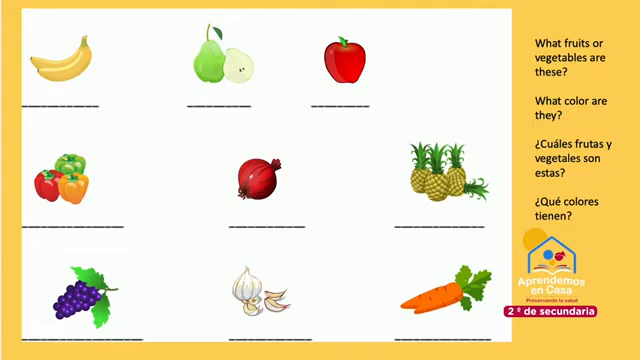 What fruits or
vegetables are
these?
What color are
they?
¿Cuáles frutas y
vegetales son
estas?
¿Qué colores
tienen?
Aprendemos
en Casa
Preservando la salud
2 º de secundaria